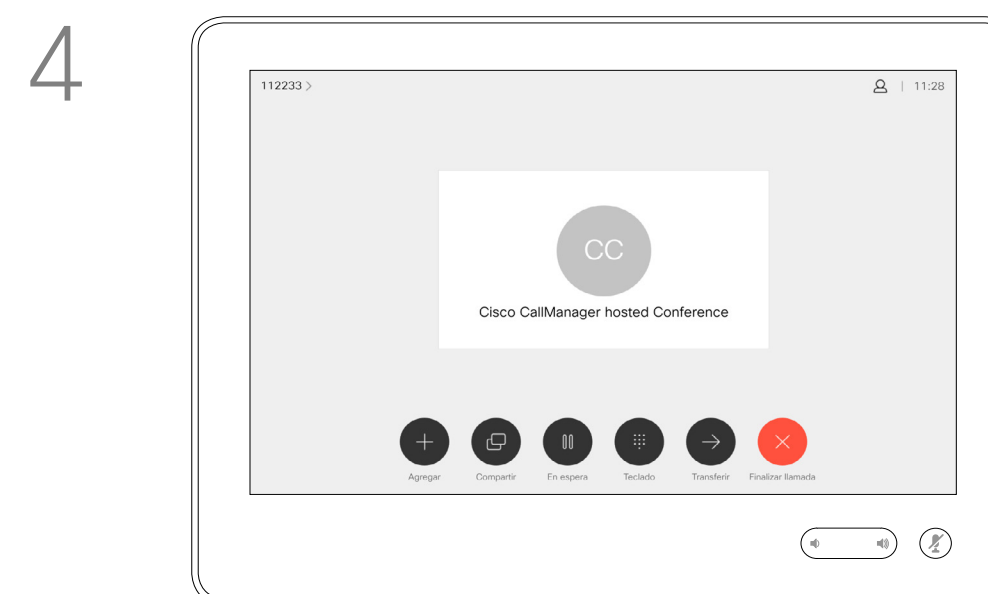 4
112233
11:28
CC
Cisco CallManager hosted Conference
Agregar Compartir En espera Teclado Transferir Finalizar llamada